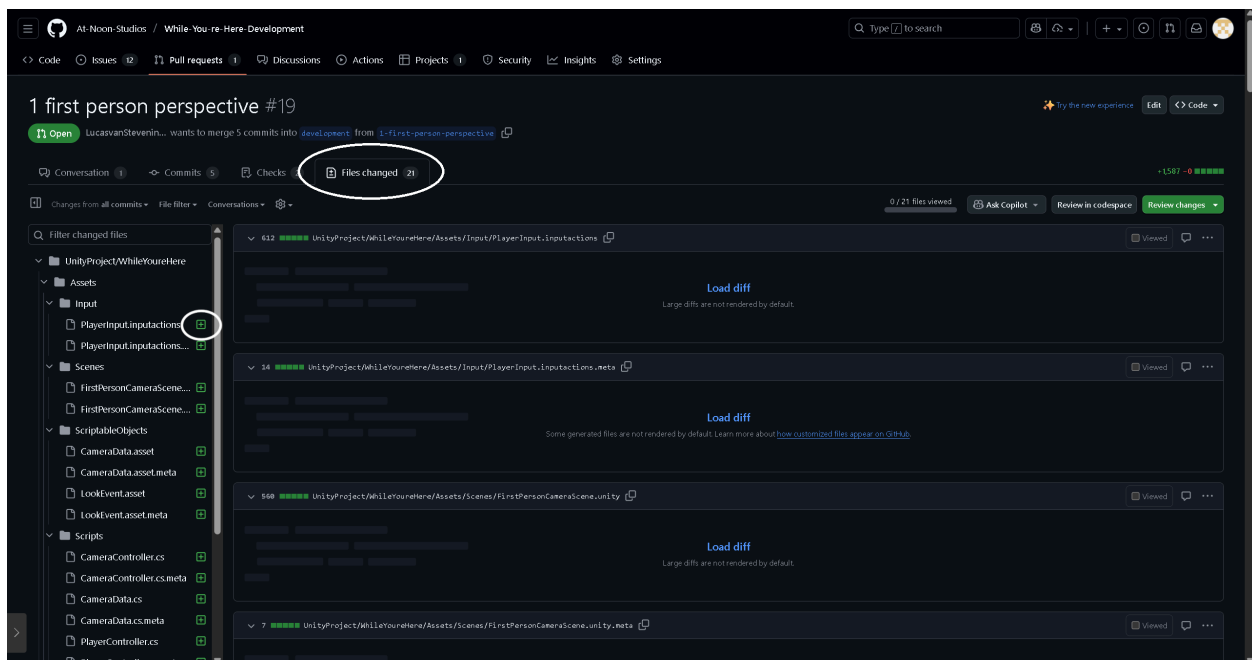 At-Noon-Studios / While-You-re-Here-Development
Type / to search
Code
Issues 12
Pull requests 1
Discussions
Actions
Projects 1
Security
Insights
Settings
1 first person perspective #19
Try the new experience
Edit
Code
Open
LucasvanStevenin... wants to merge 5 commits into development from 1-first-person-perspective
Conversation 1
Commits 5
Checks
Files changed 21
+1,587 -0
Changes from all commits
File filter
Conversations
0 / 21 files viewed
Ask Copilot
Review in codespace
Review changes
Filter changed files
UnityProject/WhileYoureHere
Assets
Input
PlayerInput.inputactions
PlayerInput.inputactions....
Scenes
FirstPersonCameraScene....
FirstPersonCameraScene....
ScriptableObjects
CameraData.asset
CameraData.asset.meta
LookEvent.asset
LookEvent.asset.meta
Scripts
CameraController.cs
CameraController.cs.meta
CameraData.cs
CameraData.cs.meta
PlayerController.cs
612 UnityProject/WhileYoureHere/Assets/Input/PlayerInput.inputactions
Viewed
Load diff
Large diffs are not rendered by default.
14 UnityProject/WhileYoureHere/Assets/Input/PlayerInput.inputactions.meta
Viewed
Load diff
Some generated files are not rendered by default. Learn more about how customized files appear on GitHub.
560 UnityProject/WhileYoureHere/Assets/Scenes/FirstPersonCameraScene.unity
Viewed
Load diff
Large diffs are not rendered by default.
7 UnityProject/WhileYoureHere/Assets/Scenes/FirstPersonCameraScene.unity.meta
Viewed